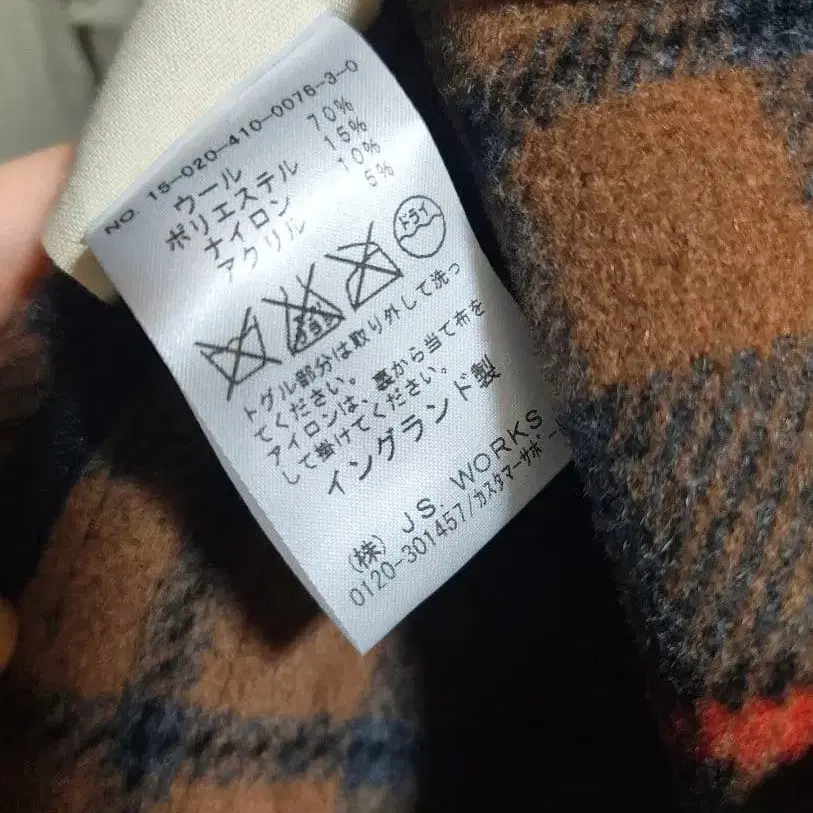 NO 15-020-410-0076-3-0
ウール 70%
ポリエステル 15%
ナイロン 10%
アクリル 5%
ドライ
トグル部分は取り外して洗っ
てください。
アイロンは、裏から当て布を
して掛けてください。
イングランド製
(株) JS. WORKS
0120-301457/カスタマーサポート